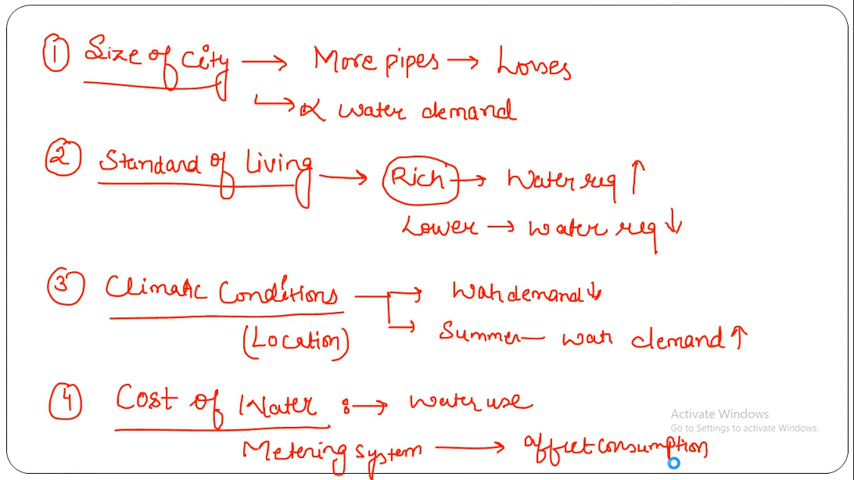 ① Size of City → More pipes → Losses
↳ ∝ water demand
② Standard of Living → Rich → Water req ↑
Lower → water req ↓
③ Climatic Conditions → Wat demand ↓
(Location) → Summer — wat demand ↑
④ Cost of Water :→ water use
Metering system → affect consumption
Activate Windows
Go to Settings to activate Windows.